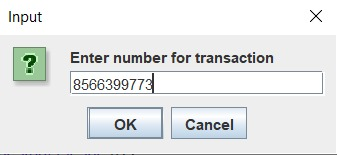 Input
?
Enter number for transaction
8566399773
OK
Cancel